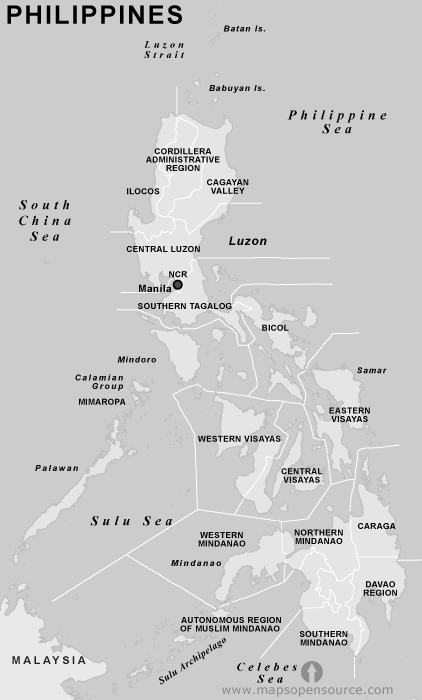 PHILIPPINES
Batan Is.
Luzon
Strait
Babuyan Is.
Philippine
Sea
CORDILLERA
ADMINISTRATIVE
REGION
ILOCOS
CAGAYAN
VALLEY
South
China
Sea
Luzon
CENTRAL LUZON
NCR
Manila
SOUTHERN TAGALOG
BICOL
Mindoro
Samar
Calamian
Group
MIMAROPA
EASTERN
VISAYAS
WESTERN VISAYAS
Palawan
CENTRAL
VISAYAS
Sulu Sea
CARAGA
WESTERN
MINDANAO
NORTHERN
MINDANAO
Mindanao
DAVAO
REGION
AUTONOMOUS REGION
OF MUSLIM MINDANAO
SOUTHERN
MINDANAO
MALAYSIA
Sulu Archipelago
Celebes
Sea
www.mapsopensource.com